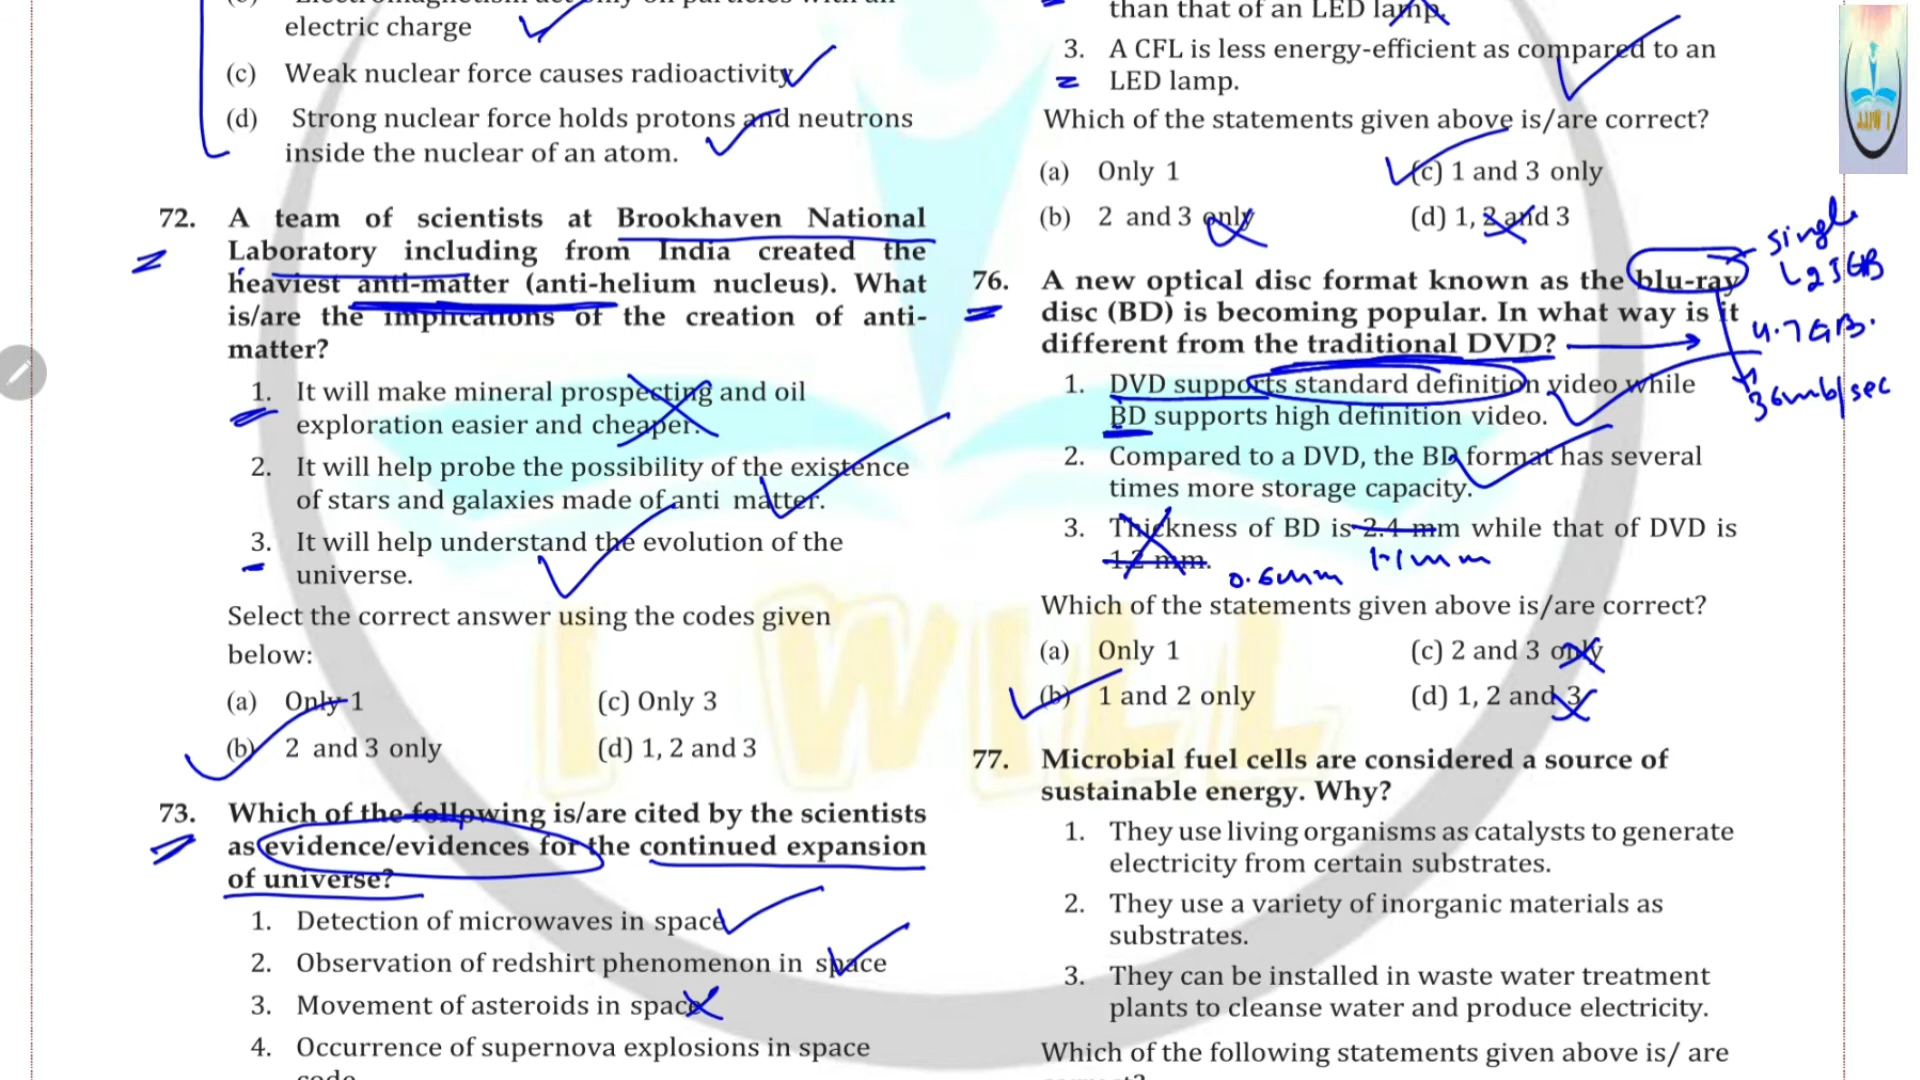 electric charge
(c) Weak nuclear force causes radioactivity
(d) Strong nuclear force holds protons and neutrons
inside the nuclear of an atom.
72. A team of scientists at Brookhaven National
Laboratory including from India created the
heaviest anti-matter (anti-helium nucleus). What
is/are the implications of the creation of anti-
matter?
1. It will make mineral prospecting and oil
exploration easier and cheaper.
2. It will help probe the possibility of the existence
of stars and galaxies made of anti matter.
3. It will help understand the evolution of the
universe.
Select the correct answer using the codes given
below:
(a) Only 1
(c) Only 3
(b) 2 and 3 only
(d) 1, 2 and 3
73. Which of the following is/are cited by the scientists
as evidence/evidences for the continued expansion
of universe?
1. Detection of microwaves in space
2. Observation of redshirt phenomenon in space
3. Movement of asteroids in space
4. Occurrence of supernova explosions in space
than that of an LED lamp.
3. A CFL is less energy-efficient as compared to an
LED lamp.
Which of the statements given above is/are correct?
(a) Only 1
(c) 1 and 3 only
(b) 2 and 3 only
(d) 1, 2 and 3
76. A new optical disc format known as the blu-ray
disc (BD) is becoming popular. In what way is it
different from the traditional DVD?
single
4.7 GB.
36mb/sec
1. DVD supports standard definition video while
BD supports high definition video.
2. Compared to a DVD, the BD format has several
times more storage capacity.
3. Thickness of BD is 2.4 mm while that of DVD is
1.2 mm.
0.6mm
1.1mm
Which of the statements given above is/are correct?
(a) Only 1
(c) 2 and 3 only
(b) 1 and 2 only
(d) 1, 2 and 3
77. Microbial fuel cells are considered a source of
sustainable energy. Why?
1. They use living organisms as catalysts to generate
electricity from certain substrates.
2. They use a variety of inorganic materials as
substrates.
3. They can be installed in waste water treatment
plants to cleanse water and produce electricity.
Which of the following statements given above is/ are
I WILL